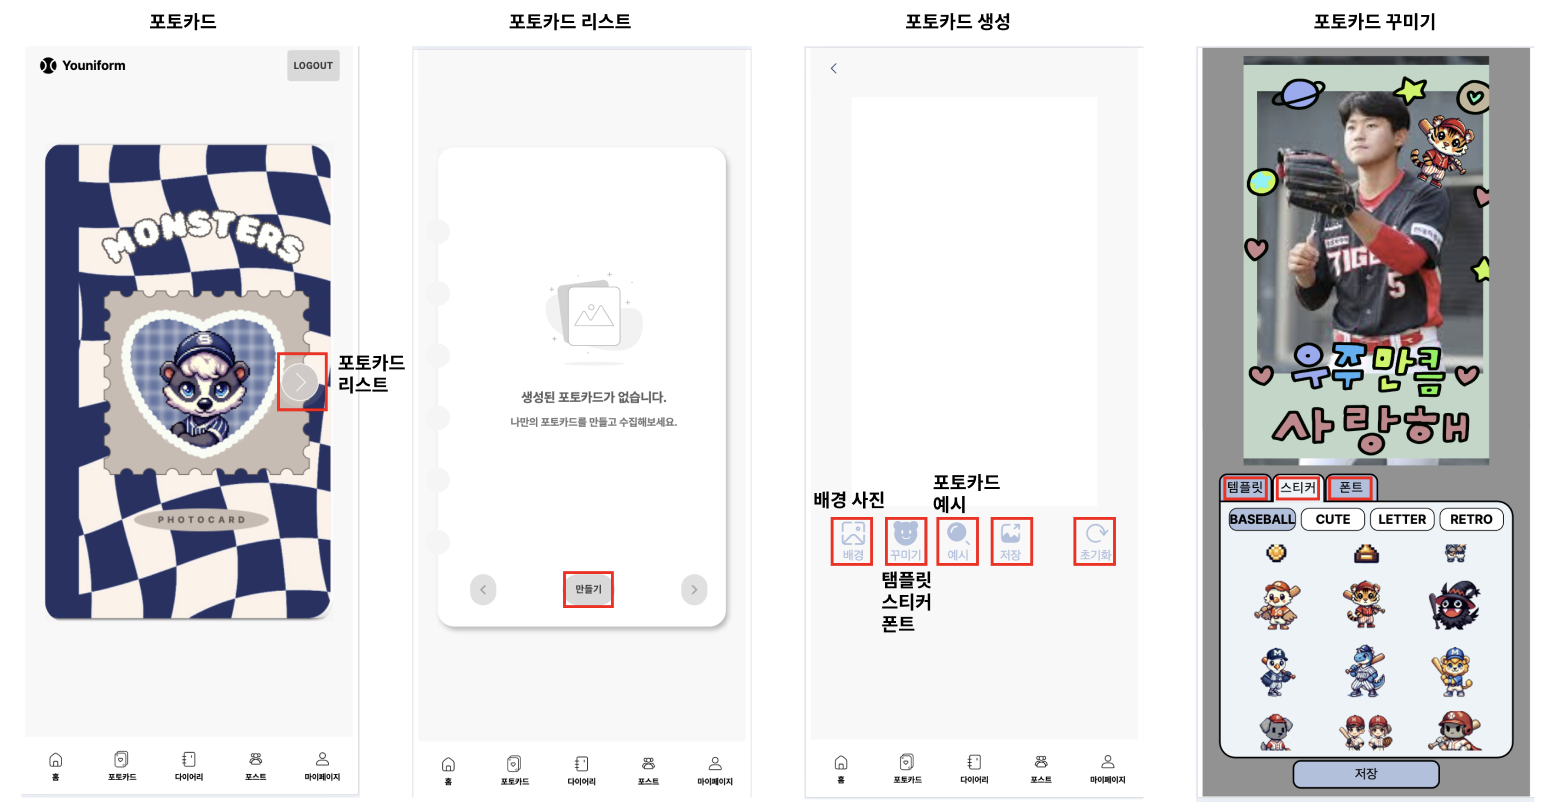 포토카드
포토카드 리스트
포토카드 생성
포토카드 꾸미기
Youniform
LOGOUT
MONSTERS
PHOTOCARD
포토카드
리스트
홈
포토카드
다이어리
포스트
마이페이지
생성된 포토카드가 없습니다.
나만의 포토카드를 만들고 수집해보세요.
만들기
홈
포토카드
다이어리
포스트
마이페이지
배경 사진
포토카드
예시
배경
꾸미기
예시
저장
초기화
탬플릿
스티커
폰트
홈
포토카드
다이어리
포스트
마이페이지
TIGE
5
우주만큼
사랑해
템플릿
스티커
폰트
BASEBALL
CUTE
LETTER
RETRO
저장